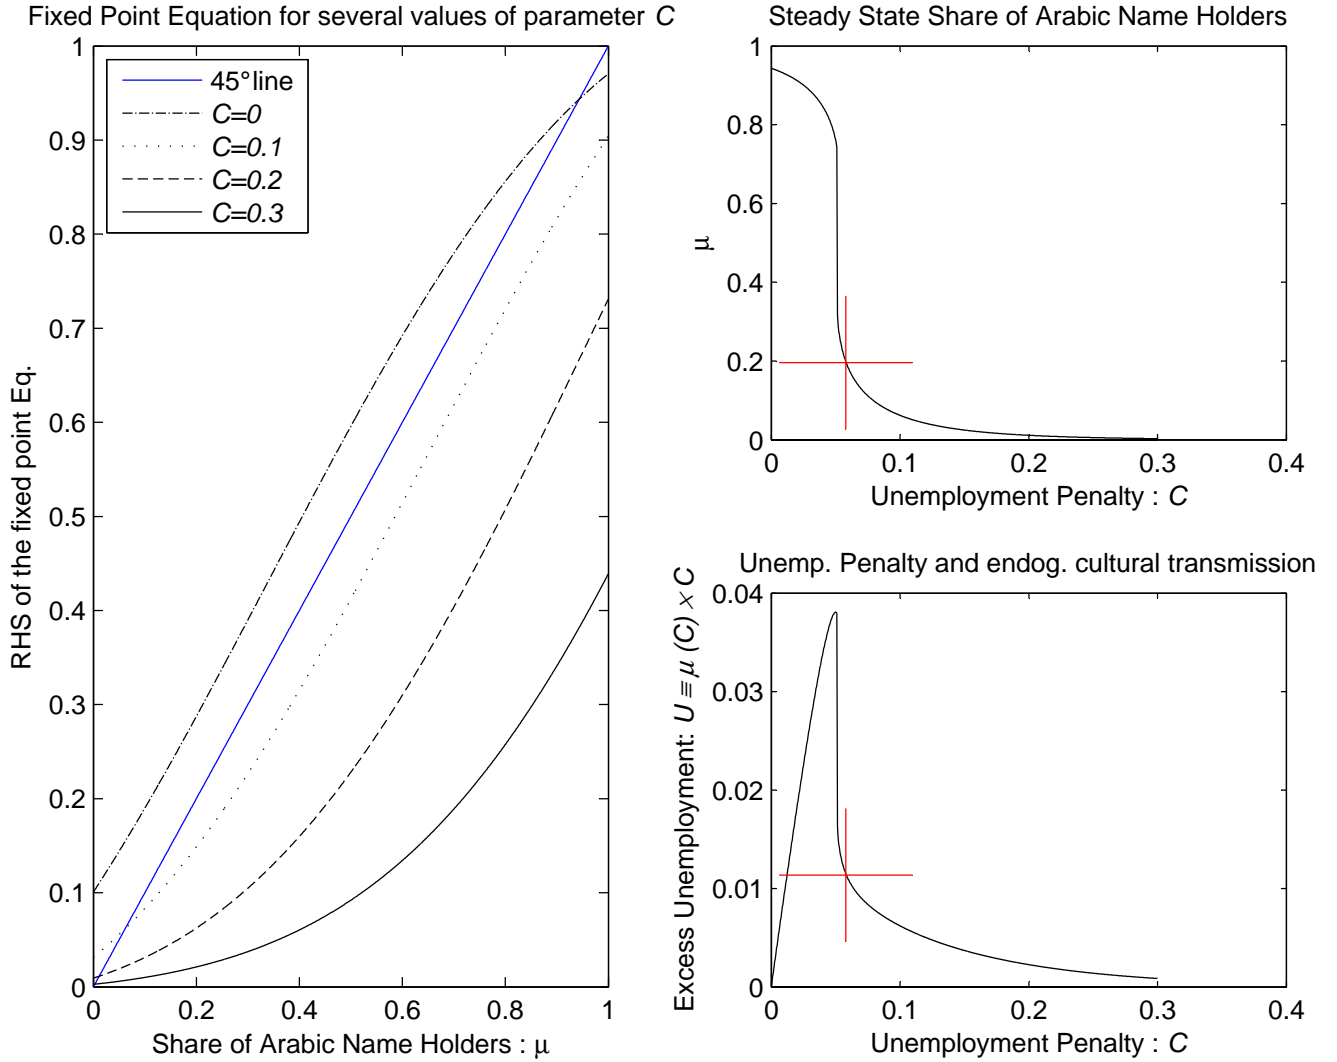 Fixed Point Equation for several values of parameter C
1
0.9
0.8
0.7
0.6
0.5
0.4
0.3
0.2
0.1
0
RHS of the fixed point Eq.
45° line
C=0
C=0.1
C=0.2
C=0.3
0 0.2 0.4 0.6 0.8 1
Share of Arabic Name Holders : μ
Steady State Share of Arabic Name Holders
1
0.8
0.6
0.4
0.2
0
μ
0 0.1 0.2 0.3 0.4
Unemployment Penalty : C
Unemp. Penalty and endog. cultural transmission
0.04
0.03
0.02
0.01
0
Excess Unemployment: U ≡ μ (C) × C
0 0.1 0.2 0.3 0.4
Unemployment Penalty : C